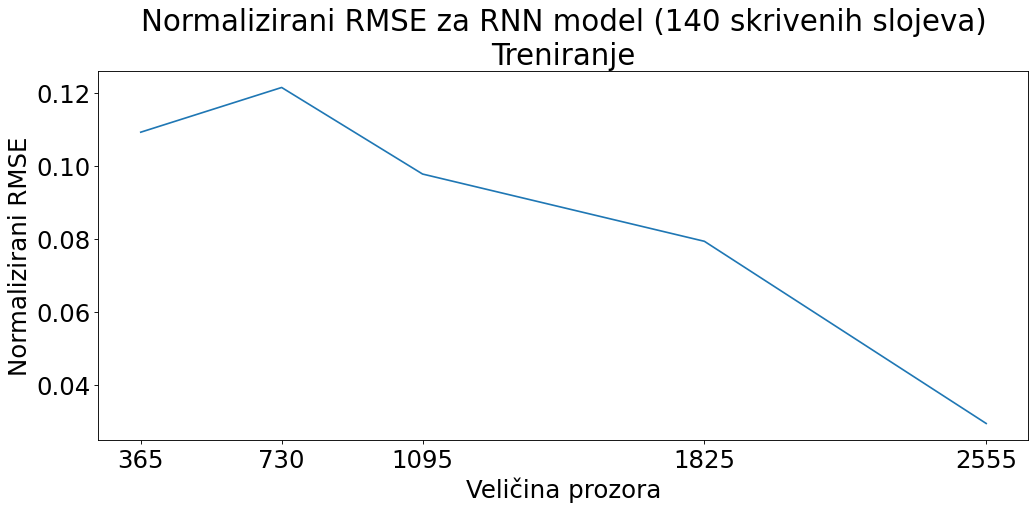 Normalizirani RMSE za RNN model (140 skrivenih slojeva)
Treniranje
Normalizirani RMSE
0.12
0.10
0.08
0.06
0.04
365 730 1095 1825 2555
Veličina prozora